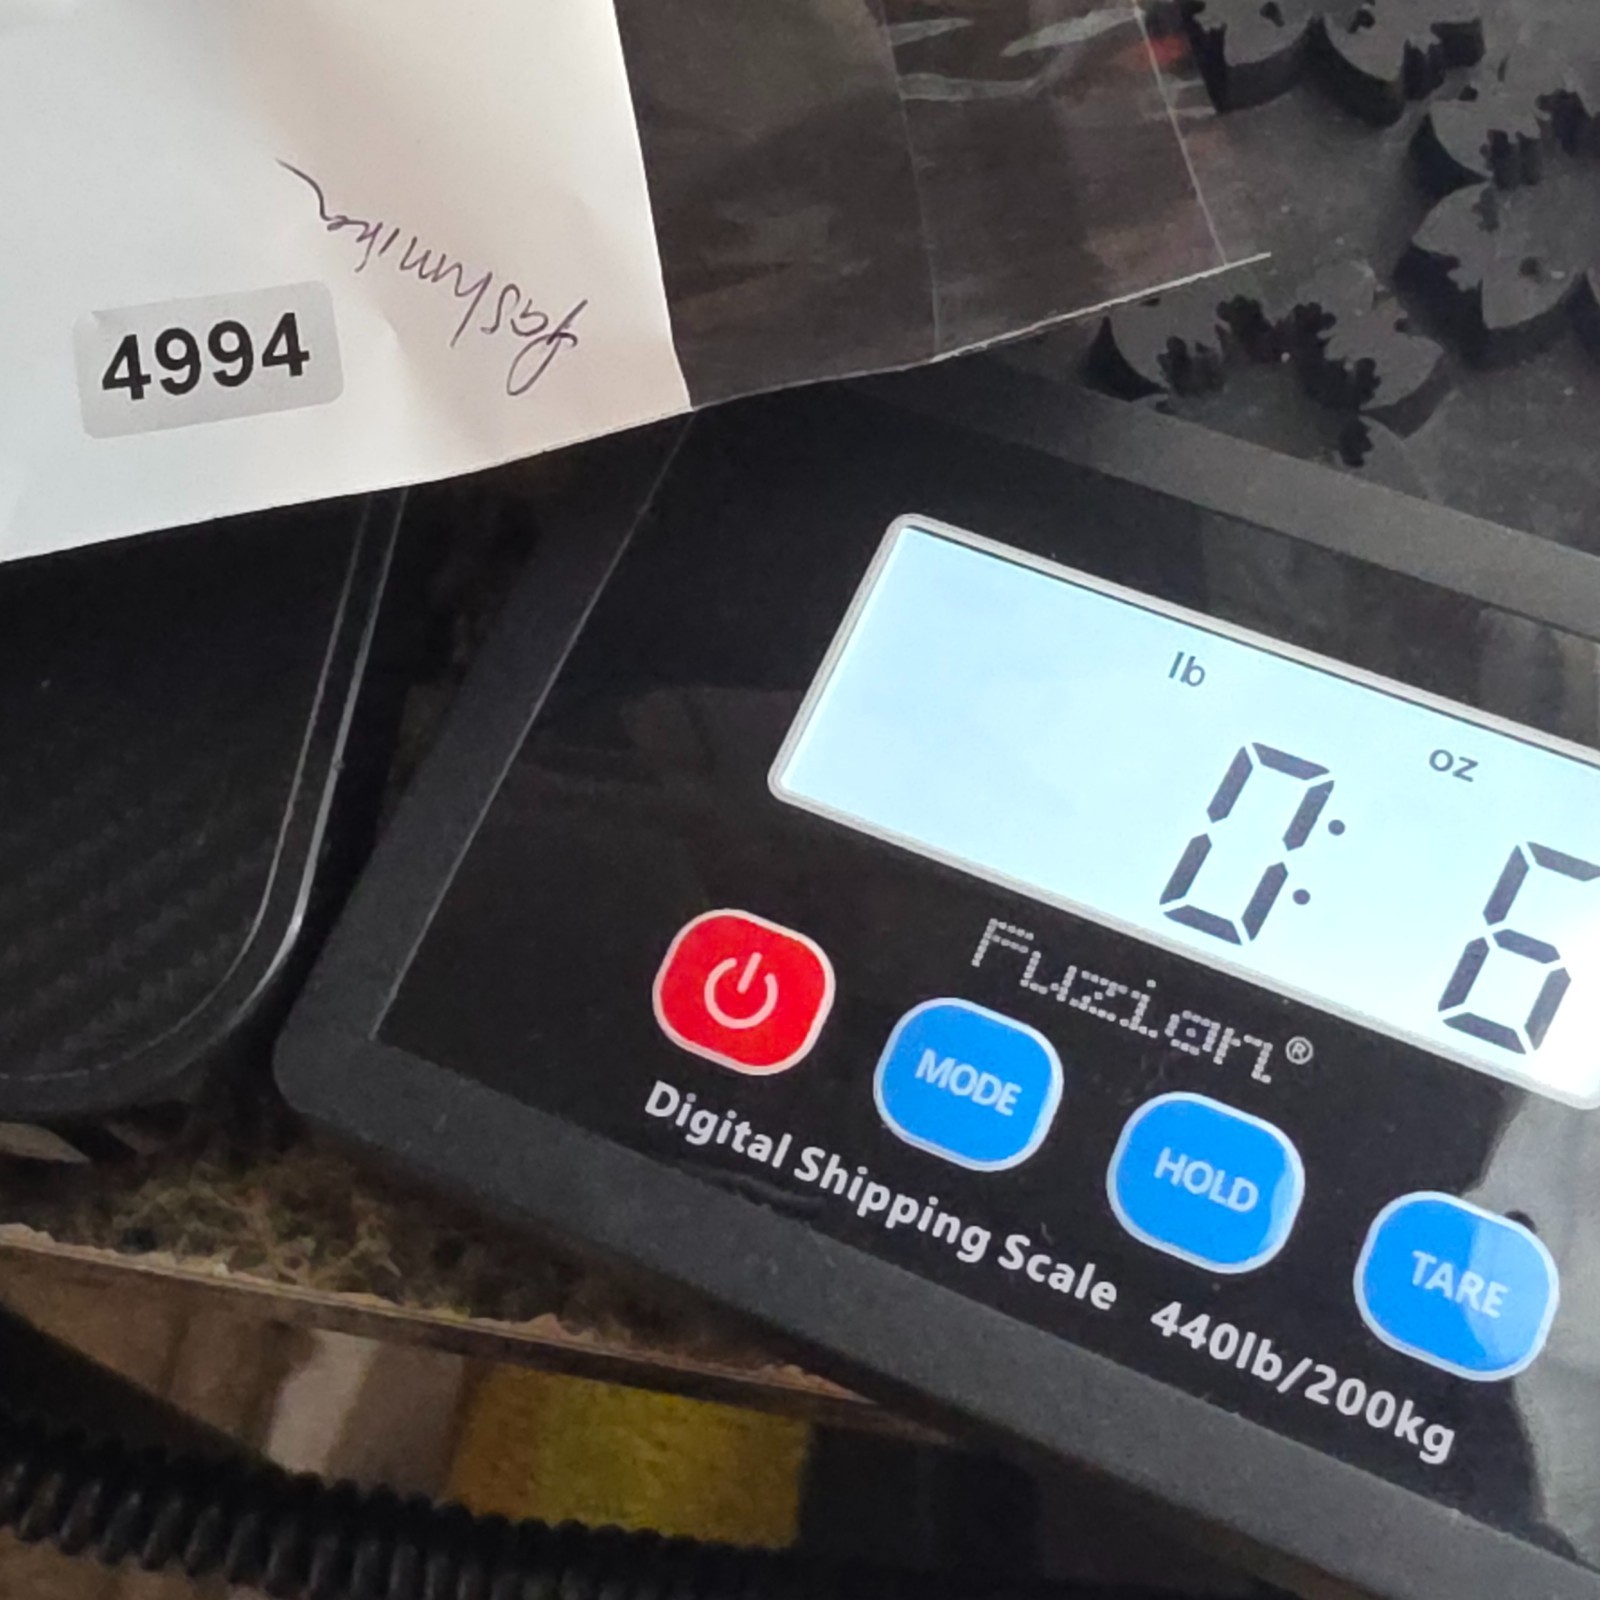 4994
lb
oz
0: 6
Fuzion®
MODE
HOLD
TARE
Digital Shipping Scale 440lb/200kg